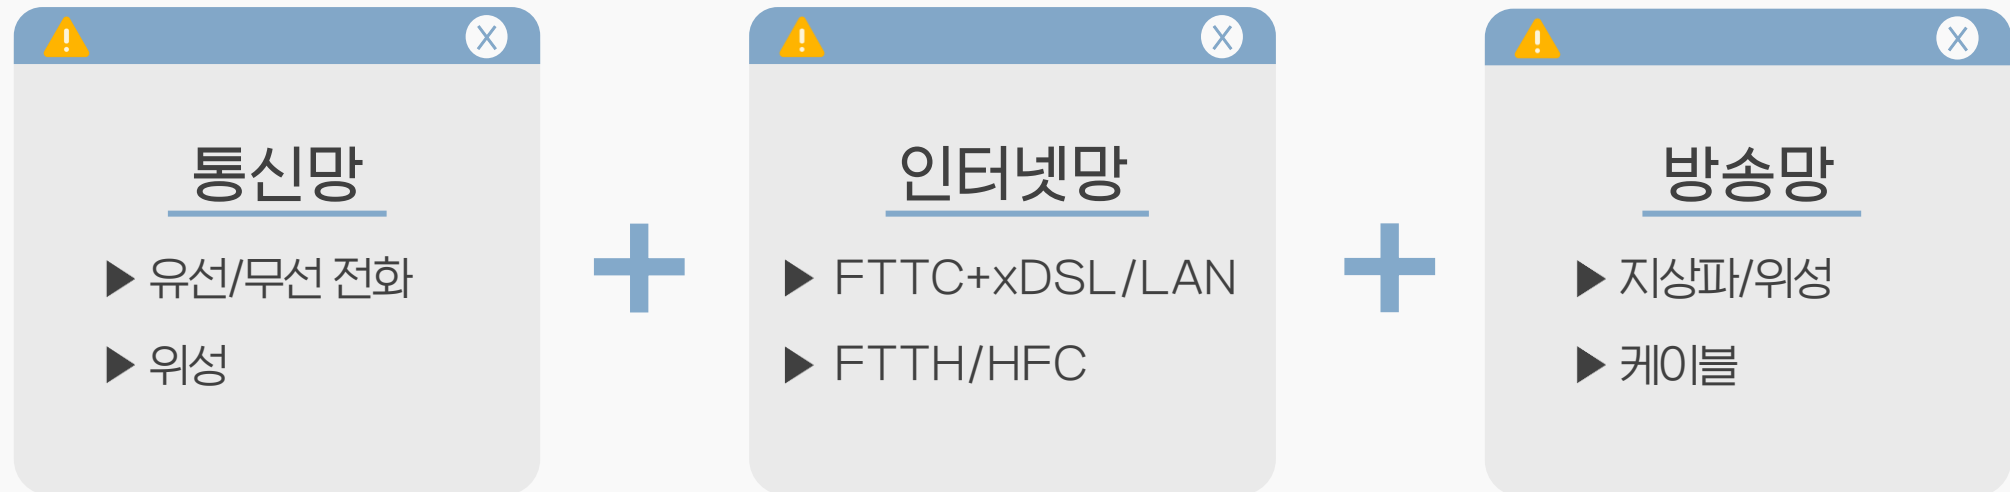 통신망
▶ 유선/무선 전화
▶ 위성
+
인터넷망
▶ FTTC+xDSL/LAN
▶ FTTH/HFC
+
방송망
▶ 지상파/위성
▶ 케이블